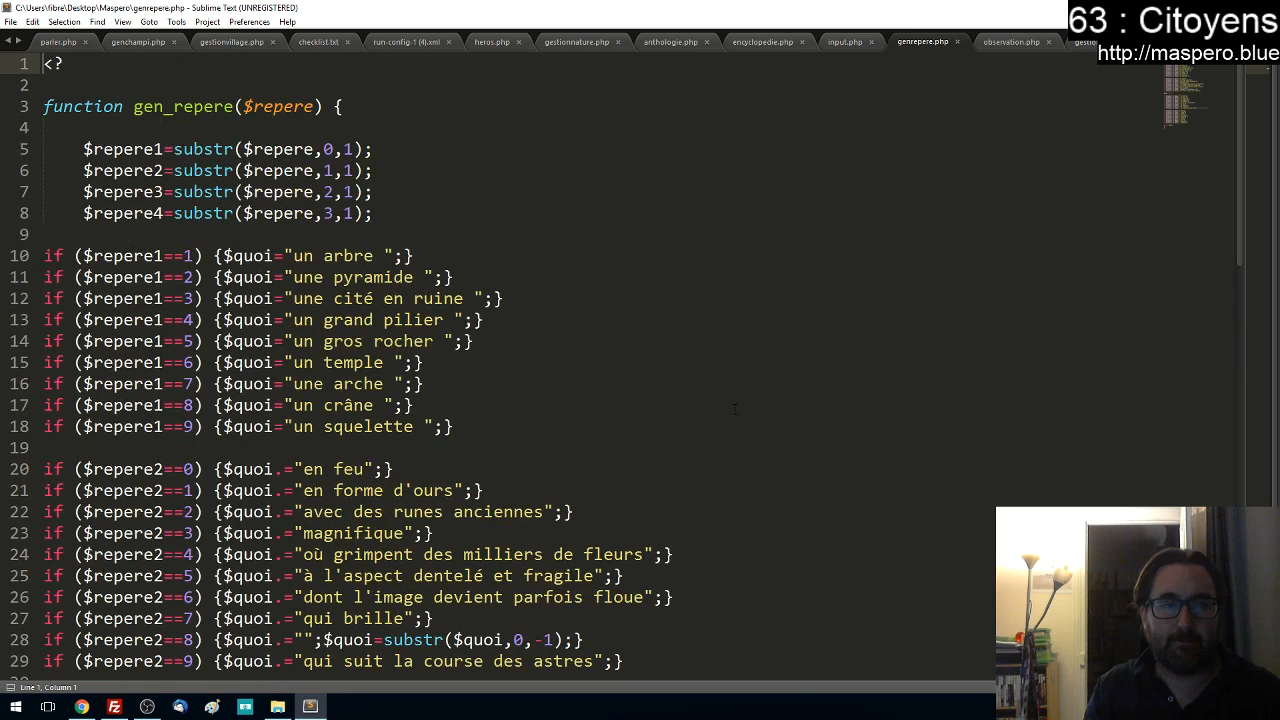 C:\Users\fibre\Desktop\Maspero\genrepere.php - Sublime Text (UNREGISTERED)
63 : Citoyens
File Edit Selection Find View Goto Tools Project Preferences Help
http://maspero.blue
parler.php genchampi.php gestionvillage.php checklist.txt run-config-1 (4).xml heros.php gestionnature.php anthologie.php encyclopedie.php input.php genrepere.php observation.php
1 <?
2
3 function gen_repere($repere) {
4
5 $repere1=substr($repere,0,1);
6 $repere2=substr($repere,1,1);
7 $repere3=substr($repere,2,1);
8 $repere4=substr($repere,3,1);
9
10 if ($repere1==1) {$quoi="un arbre ";}
11 if ($repere1==2) {$quoi="une pyramide ";}
12 if ($repere1==3) {$quoi="une cité en ruine ";}
13 if ($repere1==4) {$quoi="un grand pilier ";}
14 if ($repere1==5) {$quoi="un gros rocher ";}
15 if ($repere1==6) {$quoi="un temple ";}
16 if ($repere1==7) {$quoi="une arche ";}
17 if ($repere1==8) {$quoi="un crâne ";}
18 if ($repere1==9) {$quoi="un squelette ";}
19
20 if ($repere2==0) {$quoi.="en feu";}
21 if ($repere2==1) {$quoi.="en forme d'ours";}
22 if ($repere2==2) {$quoi.="avec des runes anciennes";}
23 if ($repere2==3) {$quoi.="magnifique";}
24 if ($repere2==4) {$quoi.="où grimpent des milliers de fleurs";}
25 if ($repere2==5) {$quoi.="à l'aspect dentelé et fragile";}
26 if ($repere2==6) {$quoi.="dont l'image devient parfois floue";}
27 if ($repere2==7) {$quoi.="qui brille";}
28 if ($repere2==8) {$quoi.="";$quoi=substr($quoi,0,-1);}
29 if ($repere2==9) {$quoi.="qui suit la course des astres";}
Line 1, Column 1